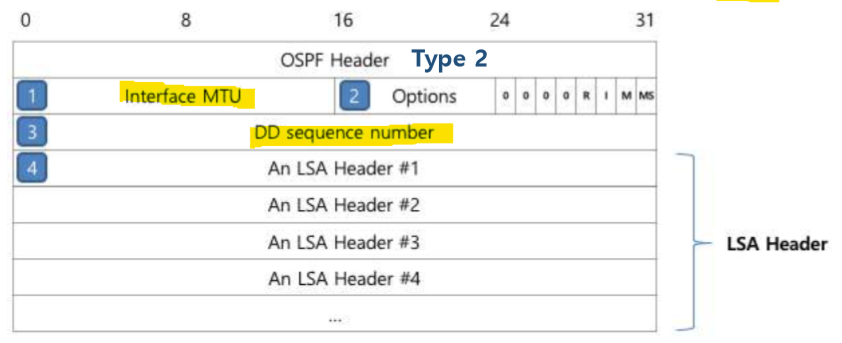 0 8 16 24 31
OSPF Header Type 2
1 Interface MTU 2 Options 0 0 0 0 R I M MS
3 DD sequence number
4 An LSA Header #1
An LSA Header #2
An LSA Header #3
LSA Header
An LSA Header #4
...